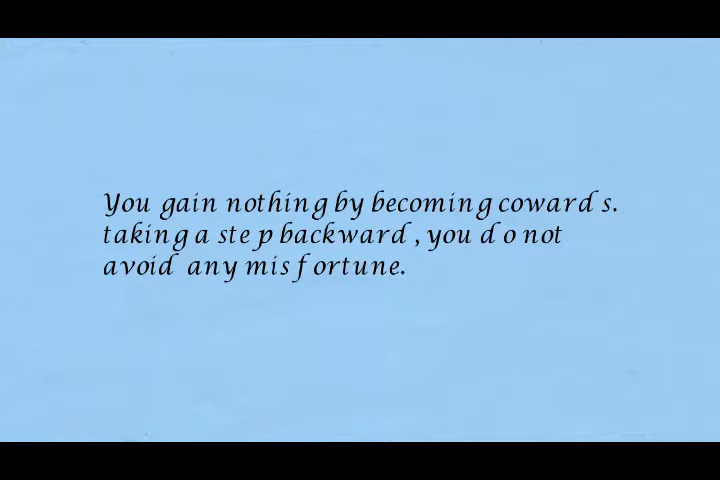 You gain nothing by becoming cowards.
taking a step backward, you do not
avoid any misfortune.